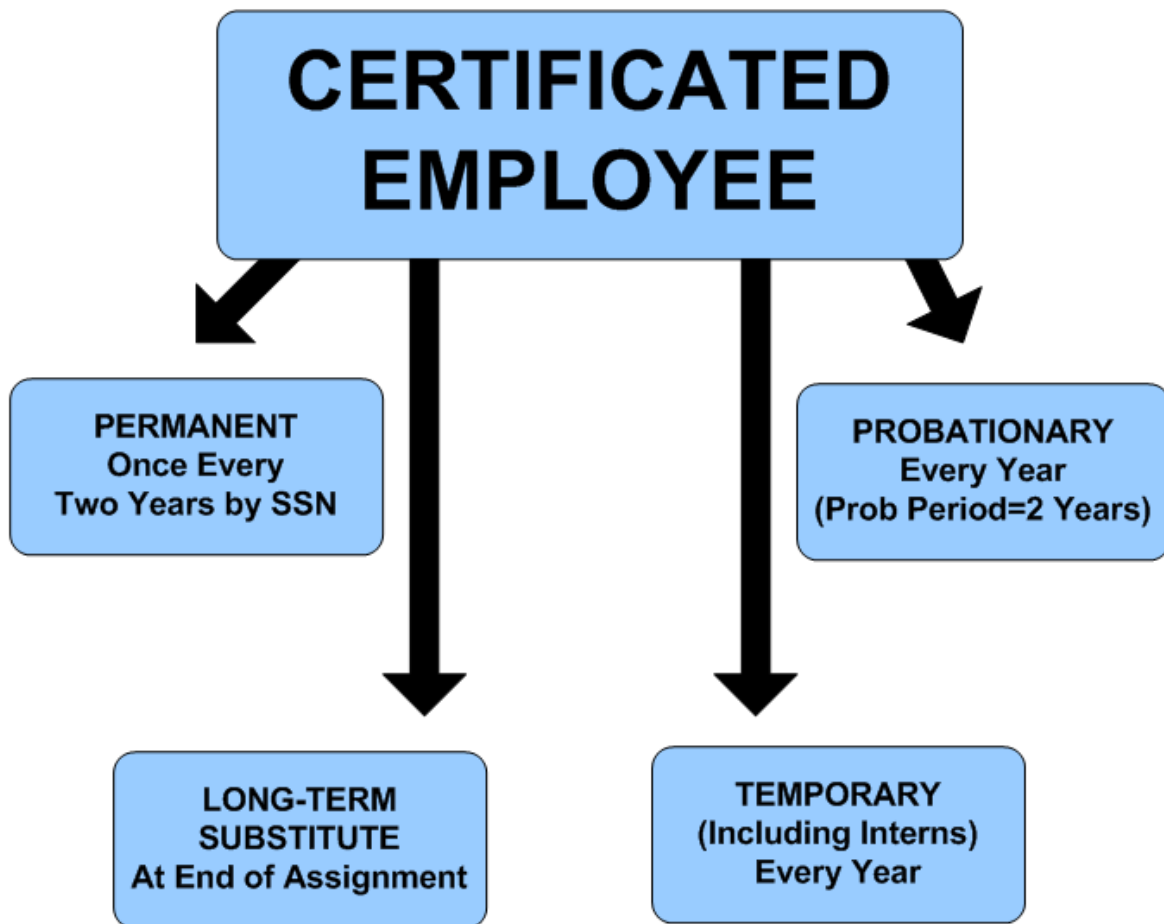 CERTIFICATED
EMPLOYEE
PERMANENT
Once Every
Two Years by SSN
PROBATIONARY
Every Year
(Prob Period=2 Years)
LONG-TERM
SUBSTITUTE
At End of Assignment
TEMPORARY
(Including Interns)
Every Year